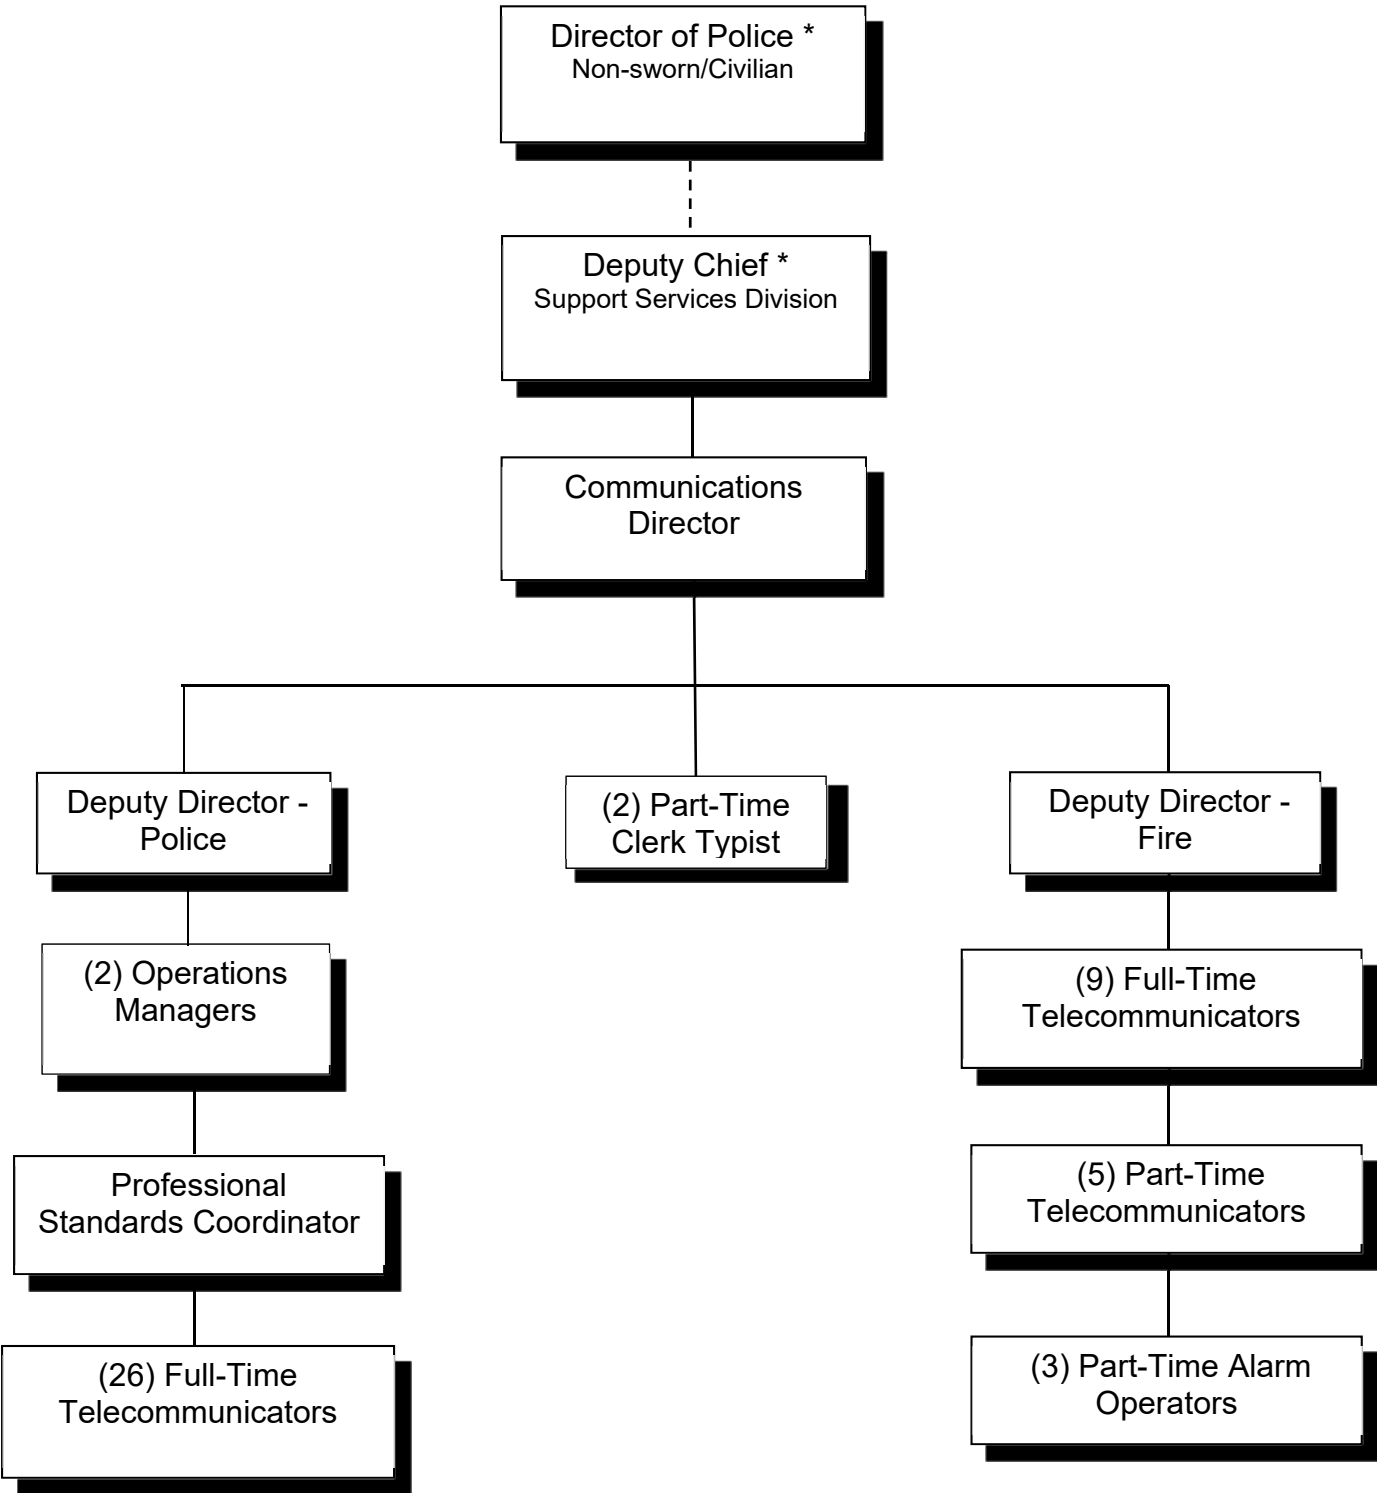 Director of Police *
Non-sworn/Civilian
Deputy Chief *
Support Services Division
Communications
Director
Deputy Director -
Police
(2) Part-Time
Clerk Typist
Deputy Director -
Fire
(2) Operations
Managers
(9) Full-Time
Telecommunicators
Professional
Standards Coordinator
(5) Part-Time
Telecommunicators
(26) Full-Time
Telecommunicators
(3) Part-Time Alarm
Operators